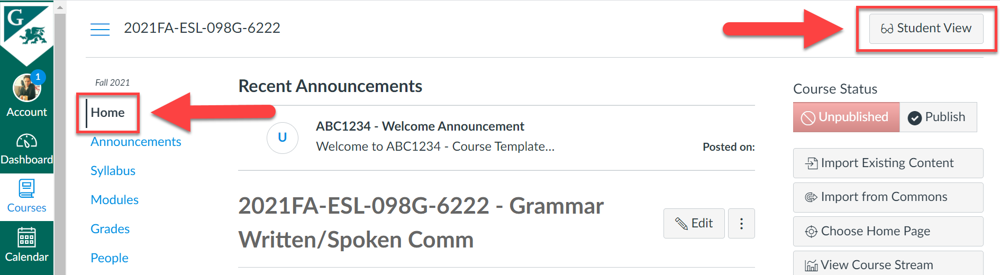 G
1
Account
Dashboard
Courses
Calendar
2021FA-ESL-098G-6222
Student View
Fall 2021
Home
Announcements
Syllabus
Modules
Grades
People
Recent Announcements
U
ABC1234 - Welcome Announcement
Welcome to ABC1234 - Course Template...
Posted on:
2021FA-ESL-098G-6222 - Grammar
Written/Spoken Comm
Edit
Course Status
Unpublished
Publish
Import Existing Content
Import from Commons
Choose Home Page
View Course Stream